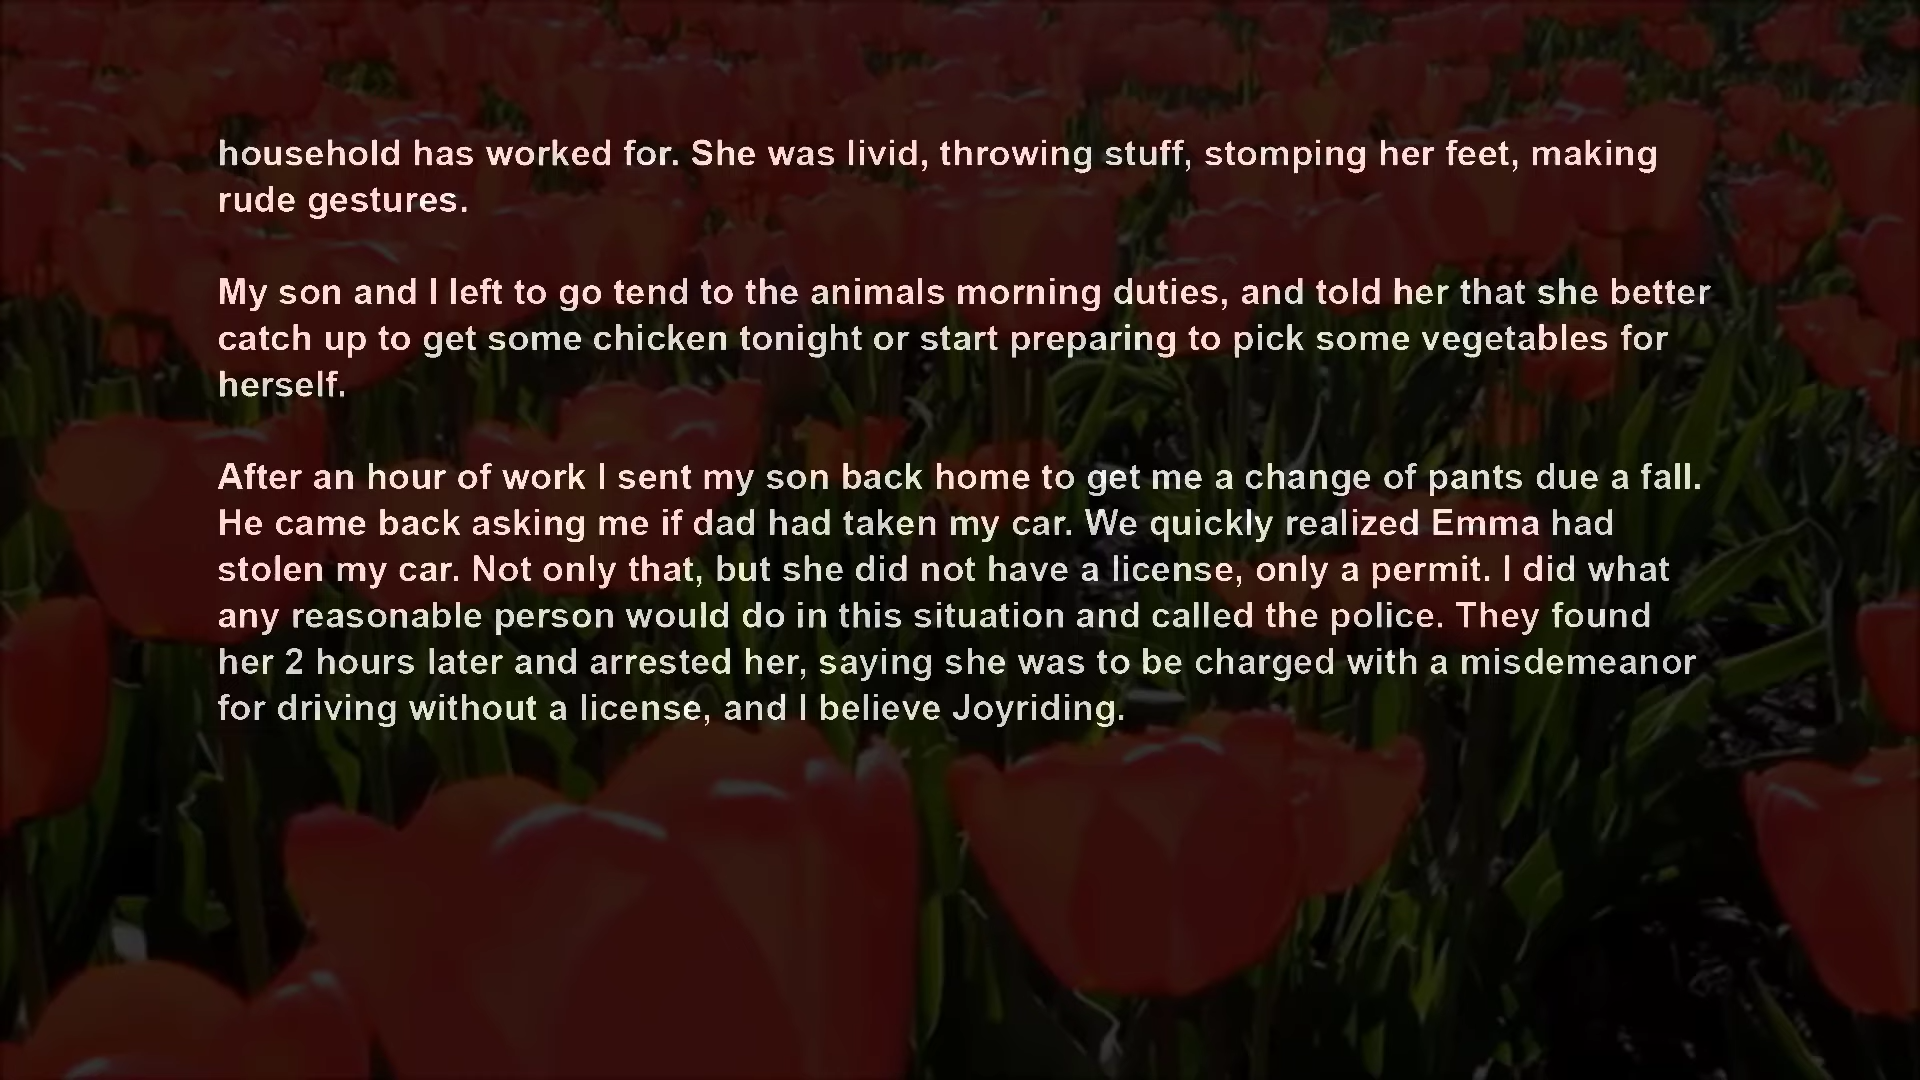 household has worked for. She was livid, throwing stuff, stomping her feet, making
rude gestures.
My son and I left to go tend to the animals morning duties, and told her that she better
catch up to get some chicken tonight or start preparing to pick some vegetables for
herself.
After an hour of work I sent my son back home to get me a change of pants due a fall.
He came back asking me if dad had taken my car. We quickly realized Emma had
stolen my car. Not only that, but she did not have a license, only a permit. I did what
any reasonable person would do in this situation and called the police. They found
her 2 hours later and arrested her, saying she was to be charged with a misdemeanor
for driving without a license, and I believe Joyriding.